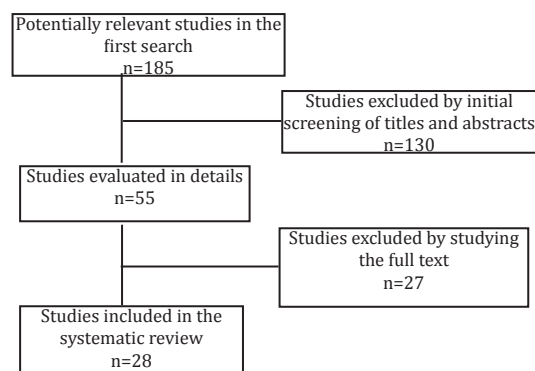 Potentially relevant studies in the
first search
n=185
Studies excluded by initial
screening of titles and abstracts
n=130
Studies evaluated in details
n=55
Studies excluded by studying
the full text
n=27
Studies included in the
systematic review
n=28